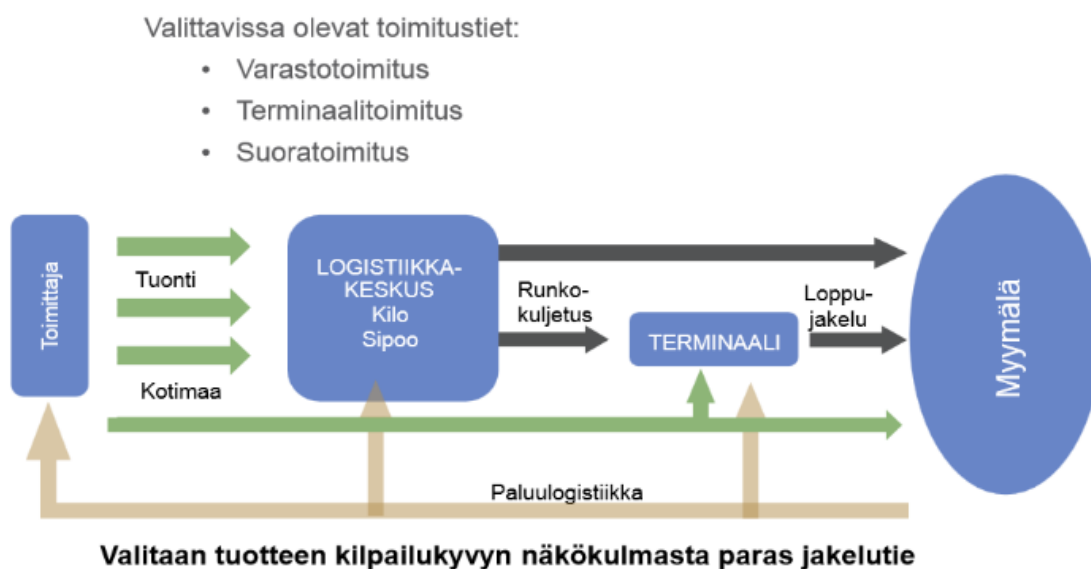 Valittavissa olevat toimitustiet:
• Varastotoimitus
• Terminaalitoimitus
• Suoratoimitus
Toimittaja
Tuonti
Kotimaa
LOGISTIIKKA-
KESKUS
Kilo
Sipoo
Runko-
kuljetus
TERMINAALI
Loppu-
jakelu
Myymälä
Paluulogistiikka
Valitaan tuotteen kilpailukyvyn näkökulmasta paras jakelutie